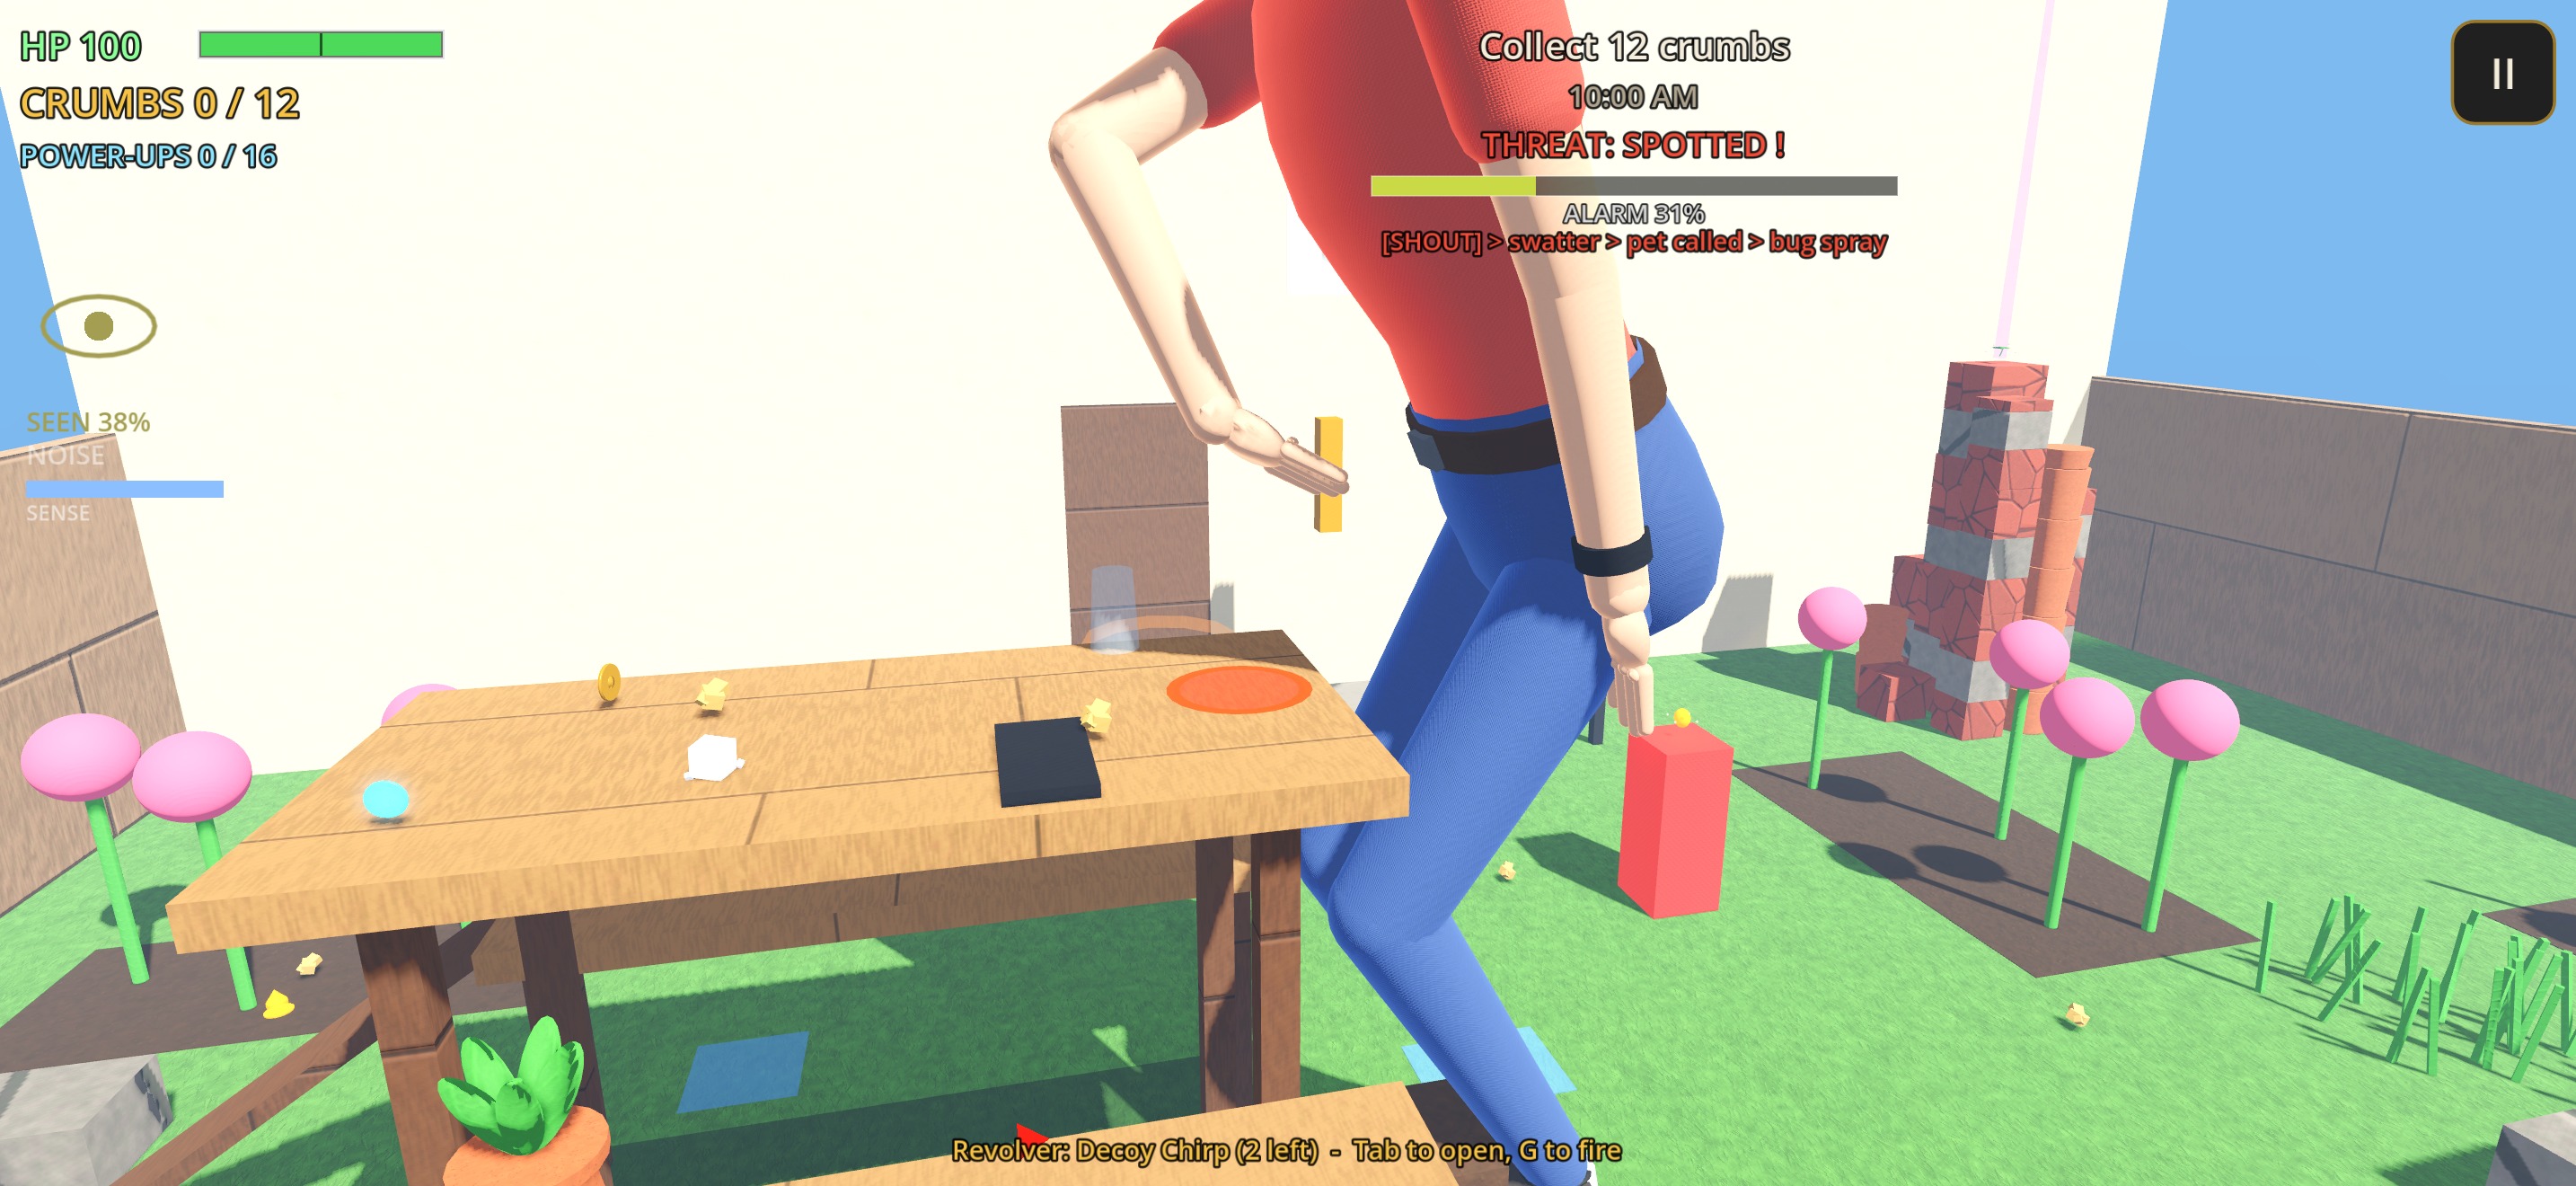 HP 100
CRUMBS 0 / 12
POWER-UPS 0 / 16
Collect 12 crumbs
10:00 AM
THREAT: SPOTTED !
ALARM 31%
[SHOUT] > swatter > pet called > bug spray
SEEN 38%
NOISE
SENSE
Revolver: Decoy Chirp (2 left) - Tab to open, G to fire